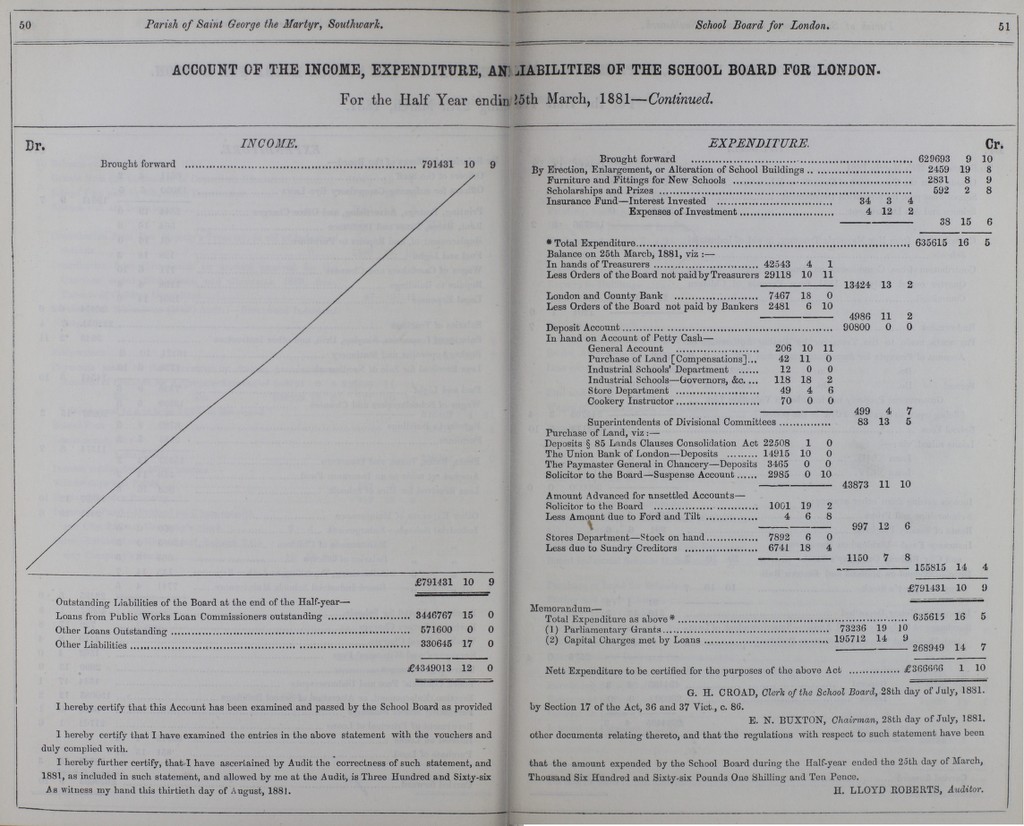 50 Parish of Saint George the Martyr, Southwark.
School Board for London. 51
ACCOUNT OF THE INCOME, EXPENDITURE, AN LIABILITIES OF THE SCHOOL BOARD FOR LONDON.
For the Half Year endin 25th March, 1881—Continued.
Dr. INCOME.
Brought forward 791431 10 9
£791431 10 9
Outstanding Liabilities of the Board at the end of the Half-year—
Loans from Public Works Loan Commissioners outstanding 3446767 15 0
Other Loans Outstanding 571600 0 0
Other Liabilities 330645 17 0
£4349013 12 0
EXPENDITURE. Cr.
Brought forward 629693 9 10
By Erection, Enlargement, or Alteration of School Buildings 2459 19 8
Furniture and Fittings for New Schools 2831 8 9
Scholarships and Prizes 592 2 8
Insurance Fund—Interest Invested 34 3 4
Expenses of Investment 4 12 2
38 15 6
* Total Expenditure 635615 16 5
Balance on 25th March, 1881, viz :—
In hands of Treasurers 42543 4 1
Less Orders of the Board not paid by Treasurers 29118 10 11
13424 13 2
London and County Bank 7467 18 0
Less Orders of the Board not paid by Bankers 2481 6 10
4986 11 2
Deposit Account 90800 0 0
In hand on Account of Petty Cash—
General Account 206 10 11
Purchase of Land [Compensations]... 42 11 0
Industrial Schools' Department 12 0 0
Industrial Schools—Governors, &c. ... 118 18 2
Store Department 49 4 6
Cookery Instructor 70 0 0
499 4 7
Superintendents of Divisional Committees 83 13 5
Purchase of Land, viz :—
Deposits § 85 Lands Clauses Consolidation Act 22508 1 0
The Union Bank of London—Deposits 14915 10 0
The Paymaster General in Chancery—Deposits 3465 0 0
Solicitor to the Board—Suspense Account 2985 0 10
43873 11 10
Amount Advanced for unsettled Accounts—
Solicitor to the Board 1001 19 2
Less Amount due to Ford and Tilt 4 6 8
997 12 6
Stores Department—Stock on hand 7892 6 0
Less due to Sundry Creditors 6741 18 4
1150 7 8
155815 14 4
£791431 10 9
Memorandum—
Total Expenditure as above * 635615 16 5
(1) Parliamentary Grants 73236 19 10
(2) Capital Charges met by Loans 195712 14 9
268949 14 7
Nett Expenditure to be certified for the purposes of the above Act £366666 1 10
G. H. CROAD, Clerk of the School Board, 28th day of July, 1881.
I hereby certify that this Account has been examined and passed by the School Board as provided by Section 17 of the Act, 36 and 37 Vict., c. 86.
E. N. BUXTON, Chairman, 28th day of July, 1881.
I hereby certify that I have examined the entries in the above statement with the vouchers and other documents relating thereto, and that the regulations with respect to such statement have been
duly complied with.
I hereby further certify, that I have ascertained by Audit the correctness of such statement, and that the amount expended by the School Board during the Half-year ended the 25th day of March,
1881, as included in such statement, and allowed by me at the Audit, is Three Hundred and Sixty-six Thousand Six Hundred and Sixty-six Pounds One Shilling and Ten Pence.
As witness my hand this thirtieth day of August, 1881.
H. LLOYD ROBERTS, Auditor.